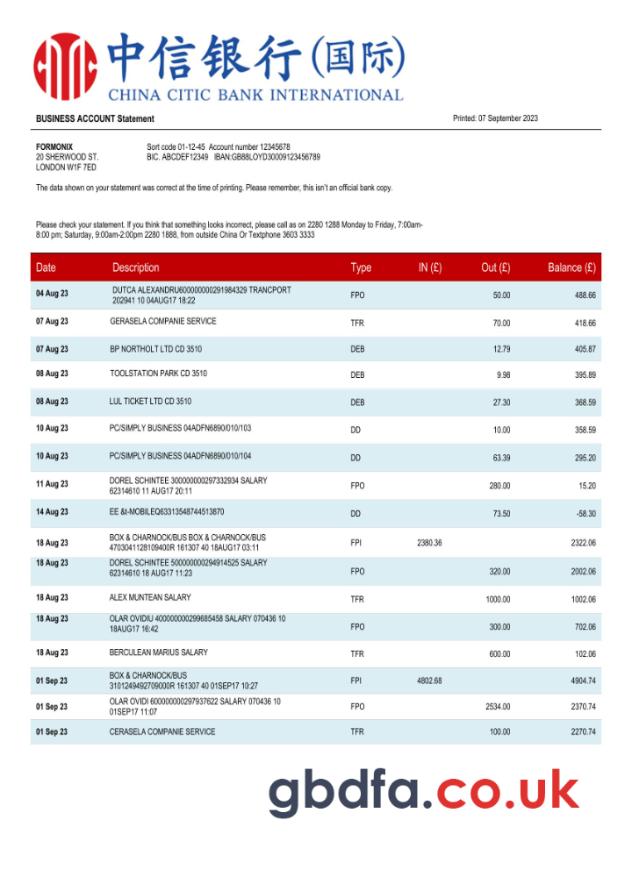 中信银行(国际)
CHINA CITIC BANK INTERNATIONAL
BUSINESS ACCOUNT Statement
Printed: 07 September 2023
FORMONIX
20 SHERWOOD ST.
LONDON W1F 7ED
Sort code 01-12-45 Account number 12345678
BIC. ABCDEF12349 IBAN:GB88LOYD30009123456789
The data shown on your statement was correct at the time of printing. Please remember, this isn't an official bank copy.
Please check your statement. If you think that something looks incorrect, please call as on 2280 1288 Monday to Friday, 7:00am-
8:00 pm; Saturday, 9:00am-2:00pm 2280 1888, from outside China Or Textphone 3603 3333
Date Description Type IN (£) Out (£) Balance (£)
04 Aug 23 DUTCA ALEXANDRU600000000291984329 TRANCPORT
202941 10 04AUG17 18:22 FPO 50.00 488.66
07 Aug 23 GERASELA COMPANIE SERVICE TFR 70.00 418.66
07 Aug 23 BP NORTHOLT LTD CD 3510 DEB 12.79 405.87
08 Aug 23 TOOLSTATION PARK CD 3510 DEB 9.98 395.89
08 Aug 23 LUL TICKET LTD CD 3510 DEB 27.30 368.59
10 Aug 23 PC/SIMPLY BUSINESS 04ADFN6890/010/103 DD 10.00 358.59
10 Aug 23 PC/SIMPLY BUSINESS 04ADFN6890/010/104 DD 63.39 295.20
11 Aug 23 DOREL SCHINTEE 300000000297332934 SALARY
62314610 11 AUG17 20:11 FPO 280.00 15.20
14 Aug 23 EE &t-MOBILEQ63313548744513870 DD 73.50 -58.30
18 Aug 23 BOX & CHARNOCK/BUS BOX & CHARNOCK/BUS
4703041128109400R 161307 40 18AUG17 03:11 FPI 2380.36 2322.06
18 Aug 23 DOREL SCHINTEE 500000000294914525 SALARY
62314610 18 AUG17 11:23 FPO 320.00 2002.06
18 Aug 23 ALEX MUNTEAN SALARY TFR 1000.00 1002.06
18 Aug 23 OLAR OVIDIU 400000000299685458 SALARY 070436 10
18AUG17 16:42 FPO 300.00 702.06
18 Aug 23 BERCULEAN MARIUS SALARY TFR 600.00 102.06
01 Sep 23 BOX & CHARNOCK/BUS
3101249492709000R 161307 40 01SEP17 10:27 FPI 4802.68 4904.74
01 Sep 23 OLAR OVIDI 600000000297937622 SALARY 070436 10
01SEP17 11:07 FPO 2534.00 2370.74
01 Sep 23 CERASELA COMPANIE SERVICE TFR 100.00 2270.74
gbdfa.co.uk